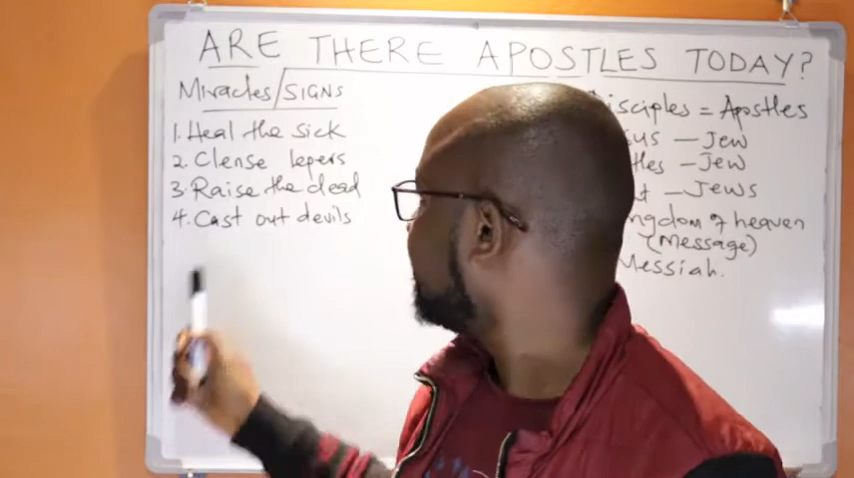 ARE THERE APOSTLES TODAY?
Miracles/SIGNS
1. Heal the sick
2. Clense lepers
3. Raise the dead
4. Cast out devils
isciples = Apostles
us — Jew
tles — Jew
t — Jews
ngdom of heaven
(Message)
Messiah.